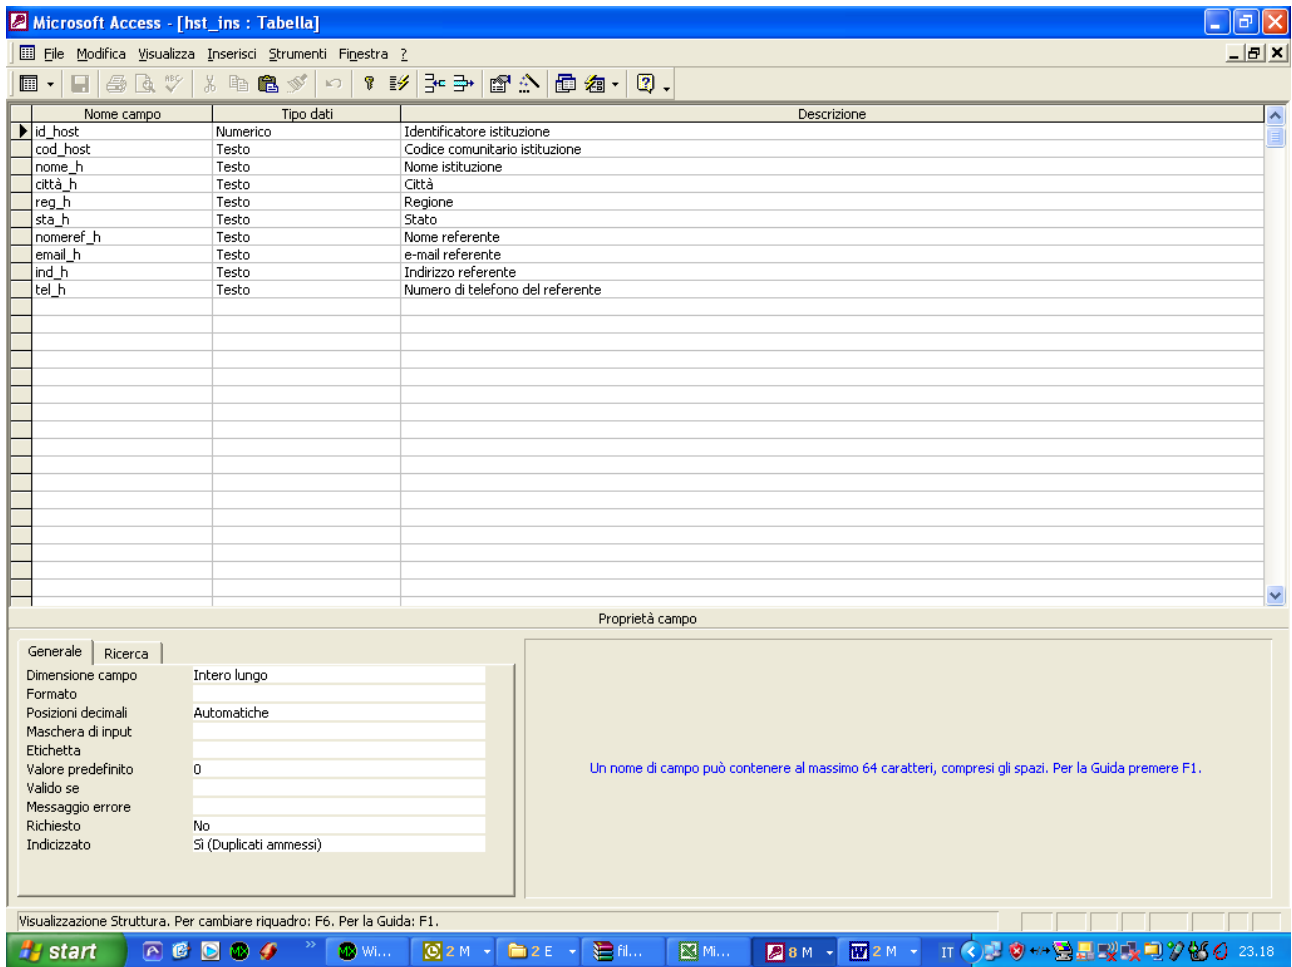 Microsoft Access - [hst_ins : Tabella]
File Modifica Visualizza Inserisci Strumenti Finestra ?
Nome campo Tipo dati Descrizione
id_host Numerico Identificatore istituzione
cod_host Testo Codice comunitario istituzione
nome_h Testo Nome istituzione
città_h Testo Città
reg_h Testo Regione
sta_h Testo Stato
nomeref_h Testo Nome referente
email_h Testo e-mail referente
ind_h Testo Indirizzo referente
tel_h Testo Numero di telefono del referente
Proprietà campo
Generale Ricerca
Dimensione campo Intero lungo
Formato
Posizioni decimali Automatiche
Maschera di input
Etichetta
Valore predefinito 0
Valido se
Messaggio errore
Richiesto No
Indicizzato Sì (Duplicati ammessi)
Un nome di campo può contenere al massimo 64 caratteri, compresi gli spazi. Per la Guida premere F1.
Visualizzazione Struttura. Per cambiare riquadro: F6. Per la Guida: F1.
start Wi... 2 M 2 E fil... Mi... 8 M 2 M IT 23.18